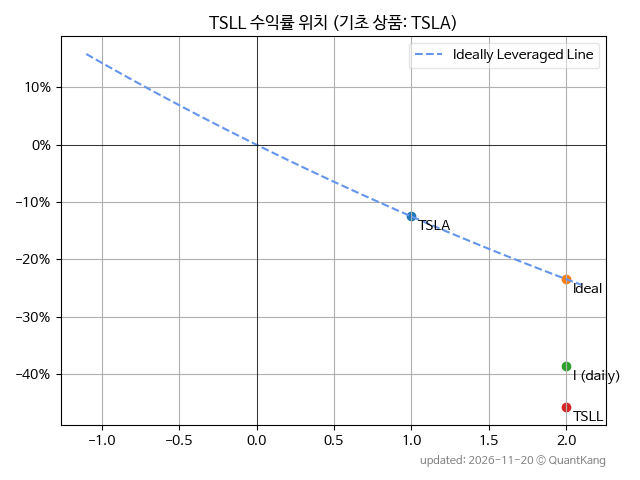 TSLL 수익률 위치 (기초 상품: TSLA)
Ideally Leveraged Line
10%
0%
−10%
−20%
−30%
−40%
TSLA
Ideal
I (daily)
TSLL
−1.0 −0.5 0.0 0.5 1.0 1.5 2.0
updated: 2026−11−20 ⓒ QuantKang